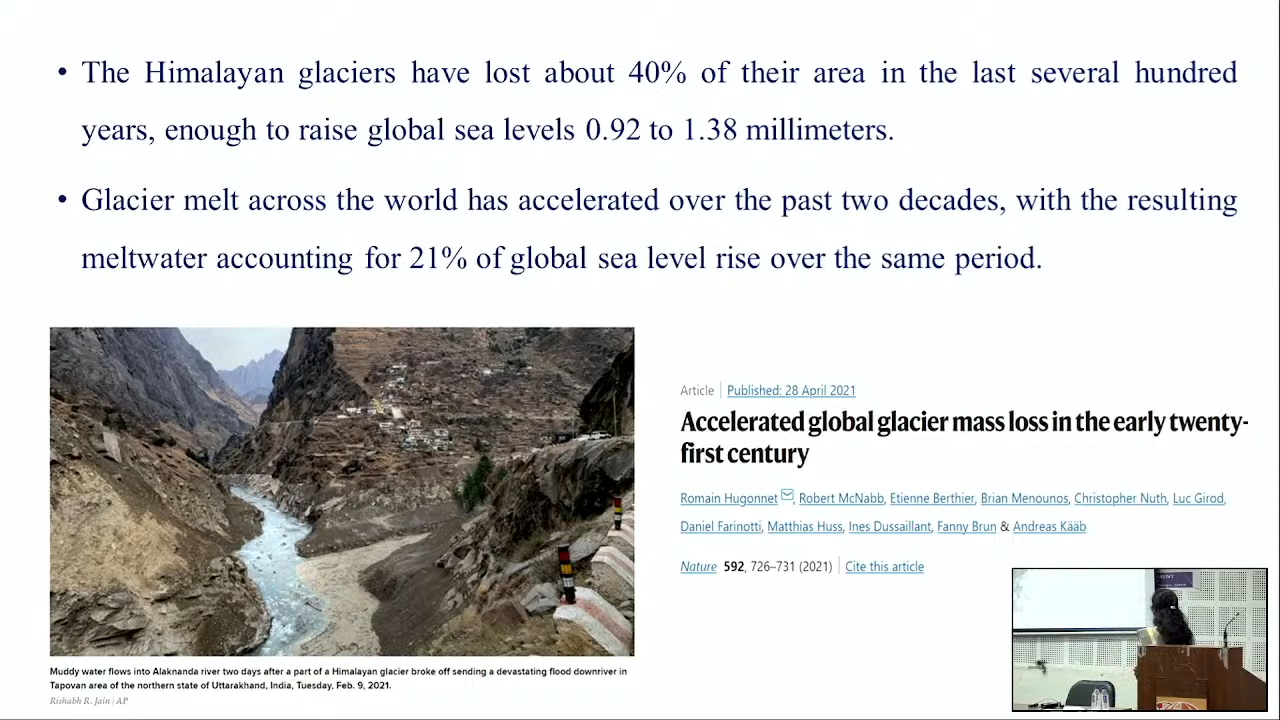 • The Himalayan glaciers have lost about 40% of their area in the last several hundred
years, enough to raise global sea levels 0.92 to 1.38 millimeters.
• Glacier melt across the world has accelerated over the past two decades, with the resulting
meltwater accounting for 21% of global sea level rise over the same period.
Article | Published: 28 April 2021
Accelerated global glacier mass loss in the early twenty-
first century
Romain Hugonnet, Robert McNabb, Etienne Berthier, Brian Menounos, Christopher Nuth, Luc Girod,
Daniel Farinotti, Matthias Huss, Ines Dussaillant, Fanny Brun & Andreas Kääb
Nature 592, 726–731 (2021) | Cite this article
Muddy water flows into Alaknanda river two days after a part of a Himalayan glacier broke off sending a devastating flood downriver in
Tapovan area of the northern state of Uttarakhand, India, Tuesday, Feb. 9, 2021.
Rishabh R. Jain | AP